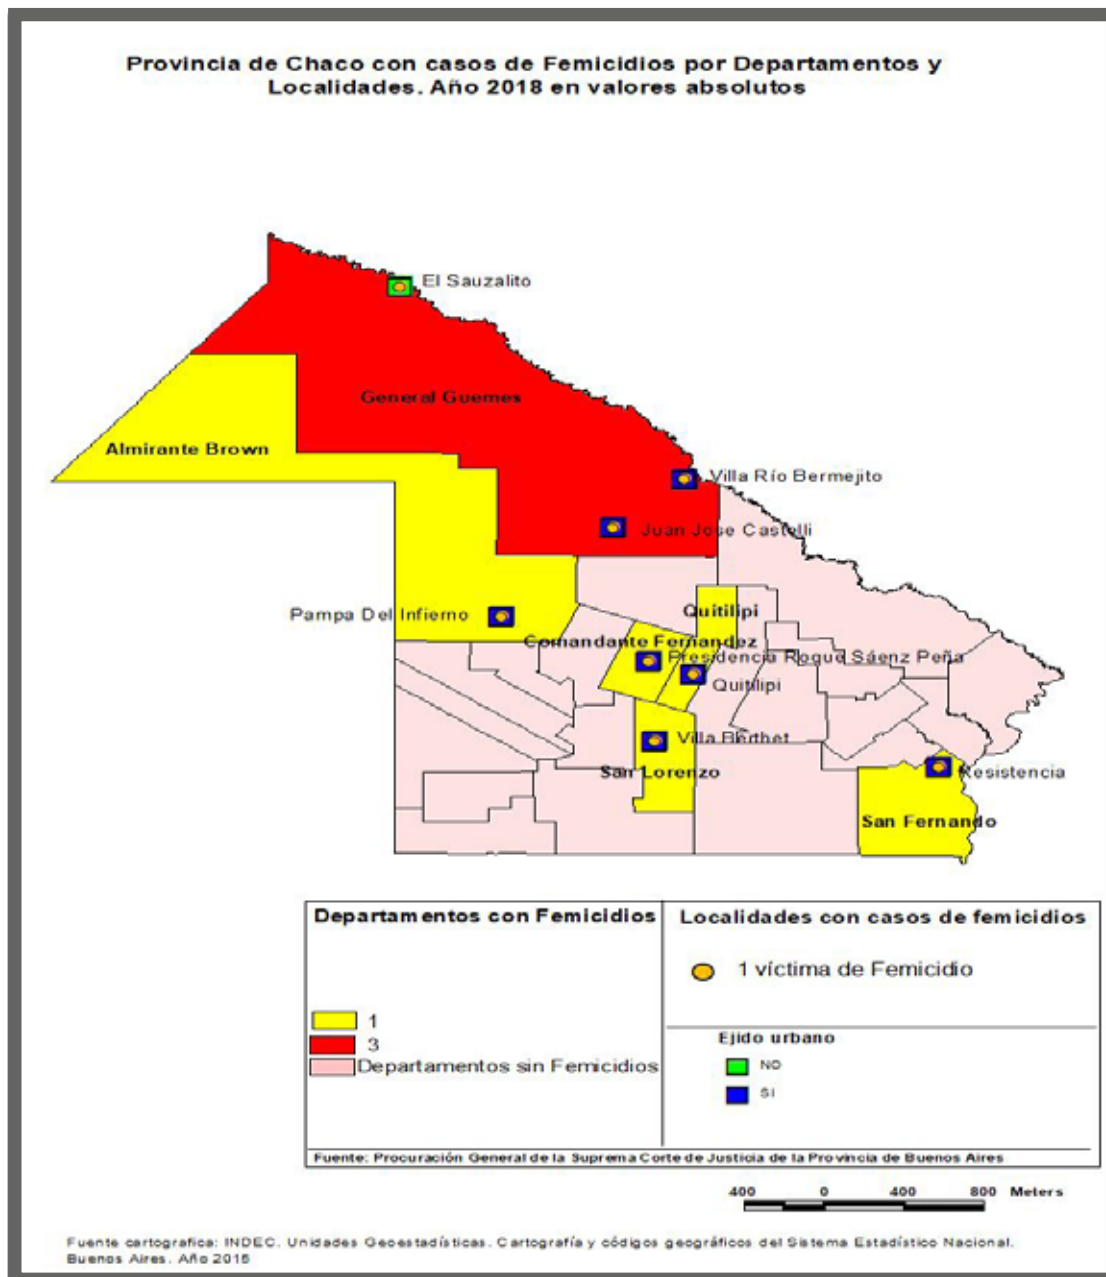 Provincia de Chaco con casos de Femicidios por Departamentos y
Localidades. Año 2018 en valores absolutos
El Sauzalito
General Guemes
Almirante Brown
Villa Río Bermejito
Juan Jose Castelli
Pampa Del Infierno
Quitilipi
Comandante Fernandez
Presidencia Roque Sáenz Peña
Quitilipi
Villa Berthet
San Lorenzo
Resistencia
San Fernando
Departamentos con Femicidios
1
3
Departamentos sin Femicidios
Localidades con casos de femicidios
1 víctima de Femicidio
Ejido urbano
NO
SI
Fuente: Procuración General de la Suprema Corte de Justicia de la Provincia de Buenos Aires
400 0 400 800 Meters
Fuente cartografica: INDEC. Unidades Geoestadísticas. Cartografía y códigos geográficos del Sistema Estadístico Nacional.
Buenos Aires. Año 2015